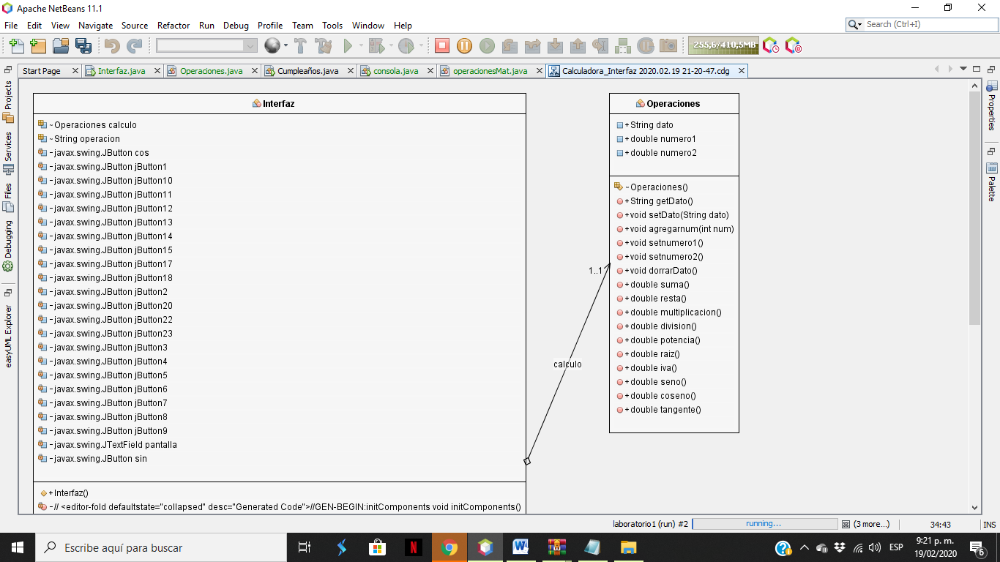 Apache NetBeans 11.1
File Edit View Navigate Source Refactor Run Debug Profile Team Tools Window Help
Search (Ctrl+I)
255,6/410,5MB
Start Page Interfaz.java Operaciones.java Cumpleaños.java consola.java operacionesMat.java Calculadora_Interfaz 2020.02.19 21-20-47.cdg
Projects
Services
Files
Debugging
easyUML Explorer
Interfaz
~Operaciones calculo
~String operacion
-javax.swing.JButton cos
-javax.swing.JButton jButton1
-javax.swing.JButton jButton10
-javax.swing.JButton jButton11
-javax.swing.JButton jButton12
-javax.swing.JButton jButton13
-javax.swing.JButton jButton14
-javax.swing.JButton jButton15
-javax.swing.JButton jButton17
-javax.swing.JButton jButton18
-javax.swing.JButton jButton2
-javax.swing.JButton jButton20
-javax.swing.JButton jButton22
-javax.swing.JButton jButton23
-javax.swing.JButton jButton3
-javax.swing.JButton jButton4
-javax.swing.JButton jButton5
-javax.swing.JButton jButton6
-javax.swing.JButton jButton7
-javax.swing.JButton jButton8
-javax.swing.JButton jButton9
-javax.swing.JTextField pantalla
-javax.swing.JButton sin
+Interfaz()
-// <editor-fold defaultstate="collapsed" desc="Generated Code">//GEN-BEGIN:initComponents void initComponents()
1..1
calculo
Operaciones
+String dato
+double numero1
+double numero2
~Operaciones()
+String getDato()
+void setDato(String dato)
+void agregarnum(int num)
+void setnumero1()
+void setnumero2()
+void dorrarDato()
+double suma()
+double resta()
+double multiplicacion()
+double division()
+double potencia()
+double raiz()
+double iva()
+double seno()
+double coseno()
+double tangente()
Properties
Palette
laboratorio1 (run) #2 running... (3 more...) 34:43 INS
Escribe aquí para buscar
ESP
9:21 p. m.
19/02/2020
6